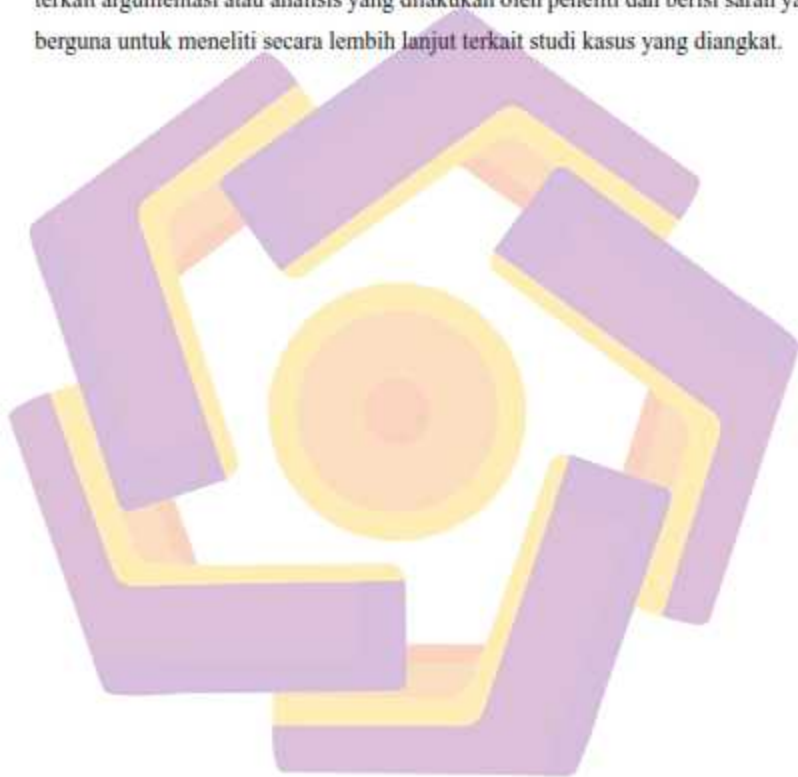 terkait argumentasi atau analisis yang dilakukan oleh peneliti dan berisi saran
berguna untuk meneliti secara lembih lanjut terkait studi kasus yang diangkat.